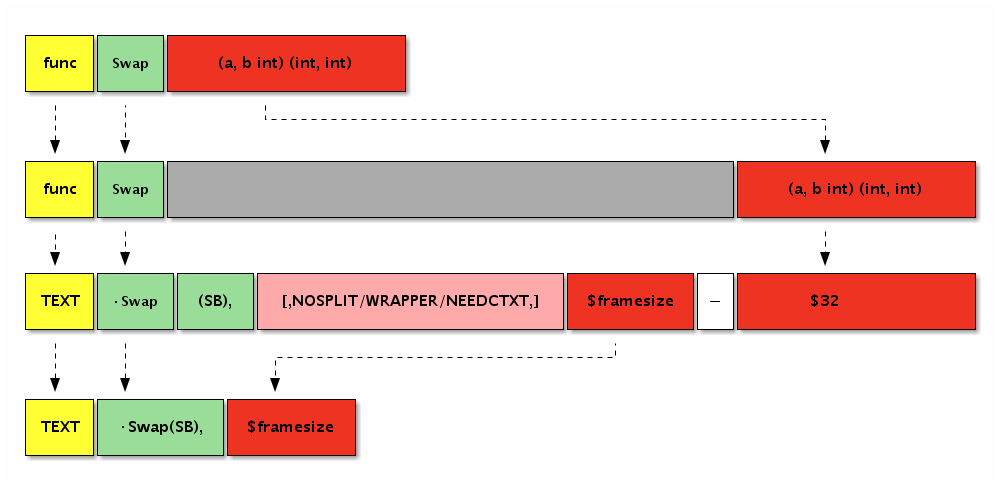 func Swap (a, b int) (int, int)
func Swap (a, b int) (int, int)
TEXT ·Swap (SB), [,NOSPLIT/WRAPPER/NEEDCTXT,] $framesize – $32
TEXT ·Swap(SB), $framesize